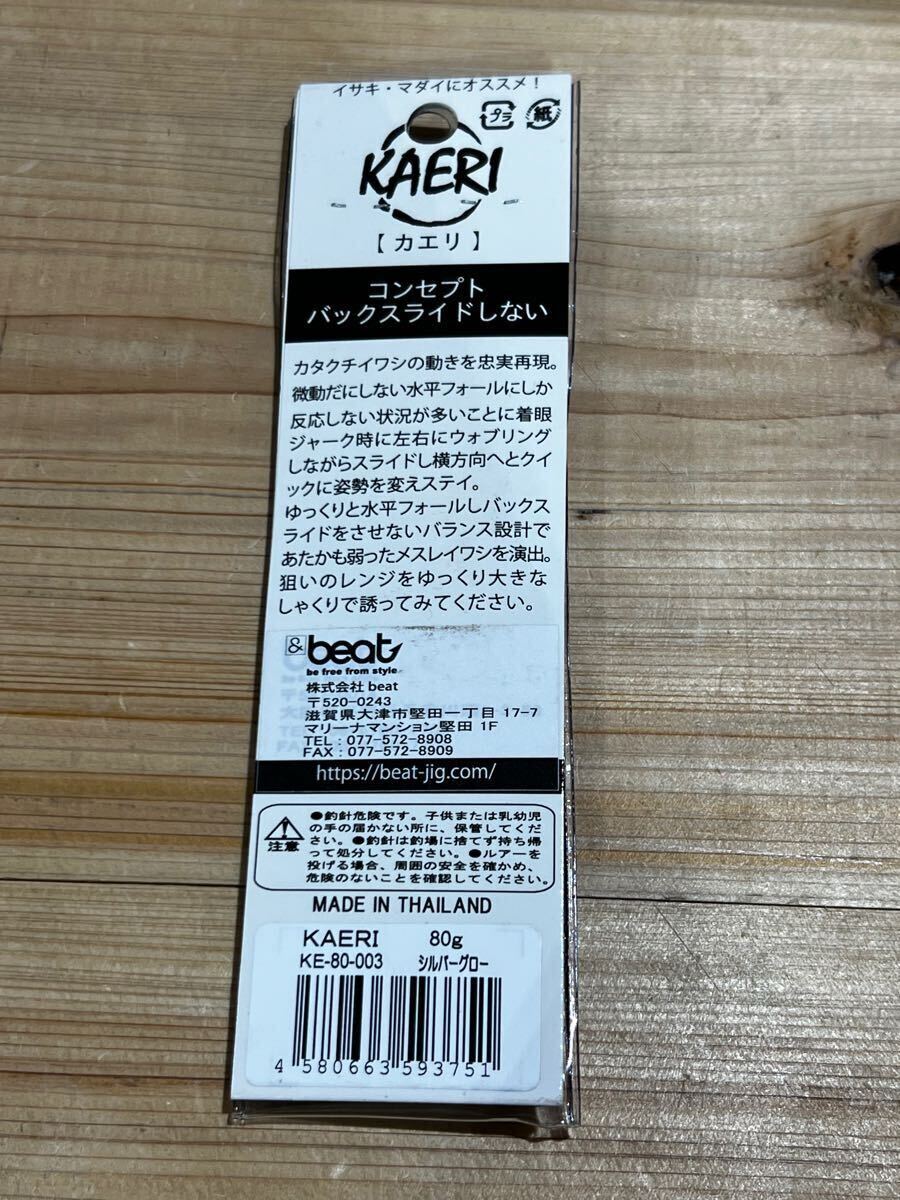 イサキ・マダイにオススメ！
プラ
紙
KAERI
【カエリ】
コンセプト
バックスライドしない
カタクチイワシの動きを忠実再現。
微動だにしない水平フォールにしか
反応しない状況が多いことに着眼
ジャーク時に左右にウォブリング
しながらスライドし横方向へとクイ
ックに姿勢を変えステイ。
ゆっくりと水平フォールしバックス
ライドをさせないバランス設計で
あたかも弱ったメスレイワシを演出。
狙いのレンジをゆっくり大きな
しゃくりで誘ってみてください。
&beat
be free from style
株式会社 beat
〒520-0243
滋賀県大津市堅田一丁目 17-7
マリーナマンション堅田 1F
TEL : 077-572-8908
FAX : 077-572-8909
https://beat-jig.com/
注意
●釣針危険です。子供または乳幼児
の手の届かない所に、保管してくだ
さい。●釣針は釣場に捨てず持ち帰
って処分してください。●ルアーを
投げる場合、周囲の安全を確かめ、
危険のないことを確認してください。
MADE IN THAILAND
KAERI 80g
KE-80-003 シルバーグロー
4 580663 593751